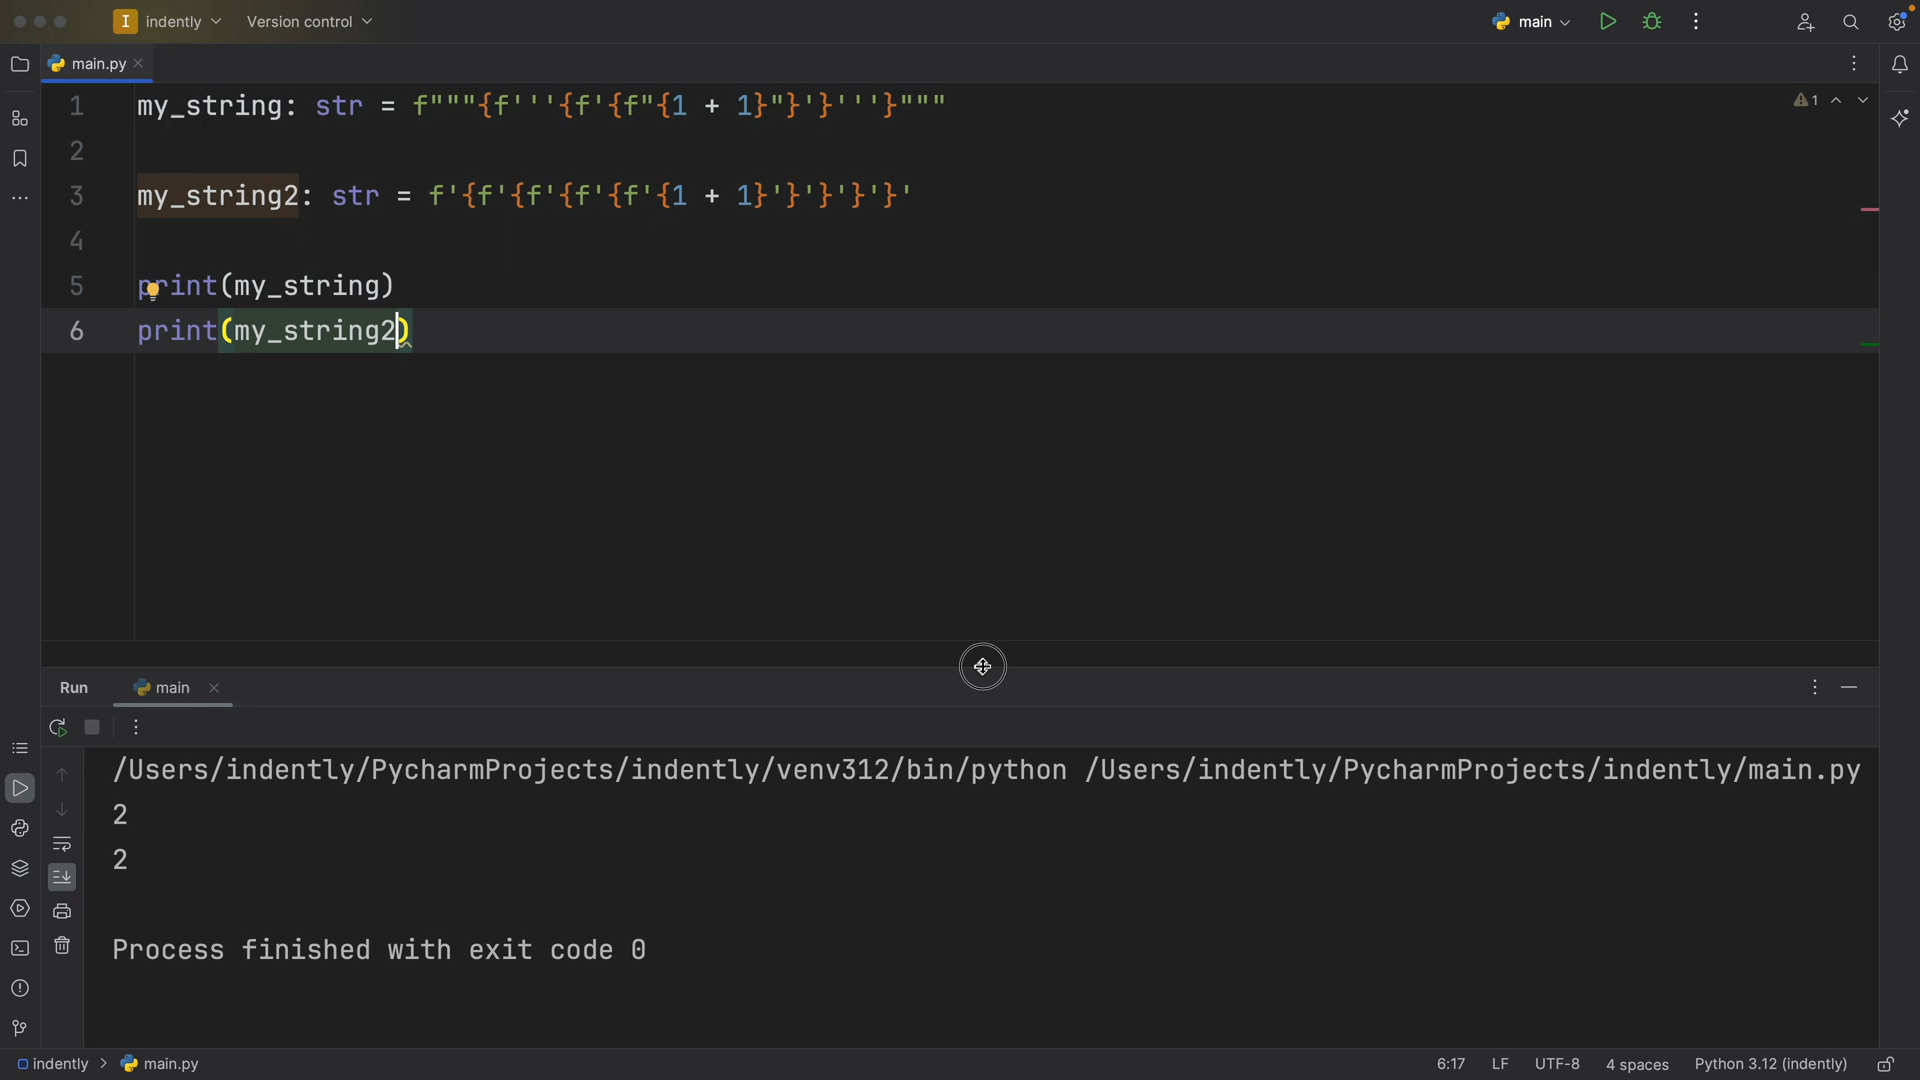 I indently Version control main
main.py
1 my_string: str = f"""{f'''{f'{f"{1 + 1}"}'}'''}""" 1
2
3 my_string2: str = f'{f'{f'{f'{f'{1 + 1}'}'}'}'}'
4
5 print(my_string)
6 print(my_string2)
Run main
/Users/indently/PycharmProjects/indently/venv312/bin/python /Users/indently/PycharmProjects/indently/main.py
2
2
Process finished with exit code 0
indently > main.py 6:17 LF UTF-8 4 spaces Python 3.12 (indently)